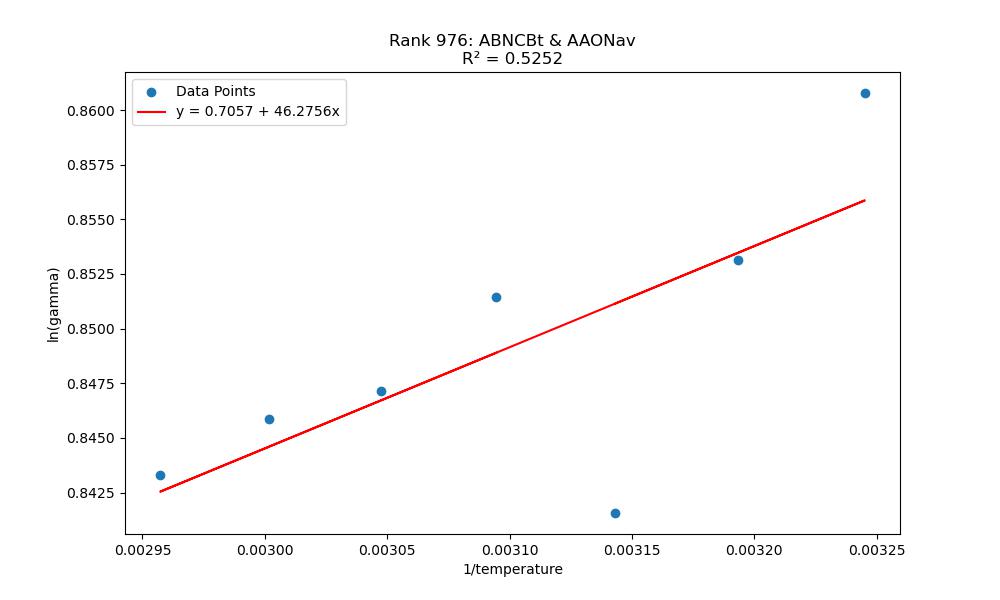 Rank 976: ABNCBt & AAONav
R² = 0.5252
Data Points
y = 0.7057 + 46.2756x
0.8600
0.8575
0.8550
0.8525
0.8500
0.8475
0.8450
0.8425
ln(gamma)
0.00295 0.00300 0.00305 0.00310 0.00315 0.00320 0.00325
1/temperature